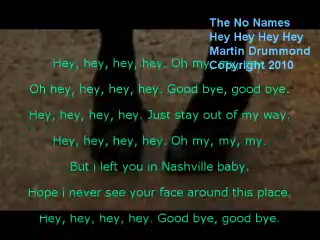 The No Names
Hey Hey Hey Hey
Martin Drummond
Copyright 2010
Hey, hey, hey, hey. Oh my, my, my.
Oh hey, hey, hey, hey. Good bye, good bye.
Hey, hey, hey, hey. Just stay out of my way.
Hey, hey, hey, hey. Oh my, my, my.
But i left you in Nashville baby.
Hope i never see your face around this place.
Hey, hey, hey, hey. Good bye, good bye.